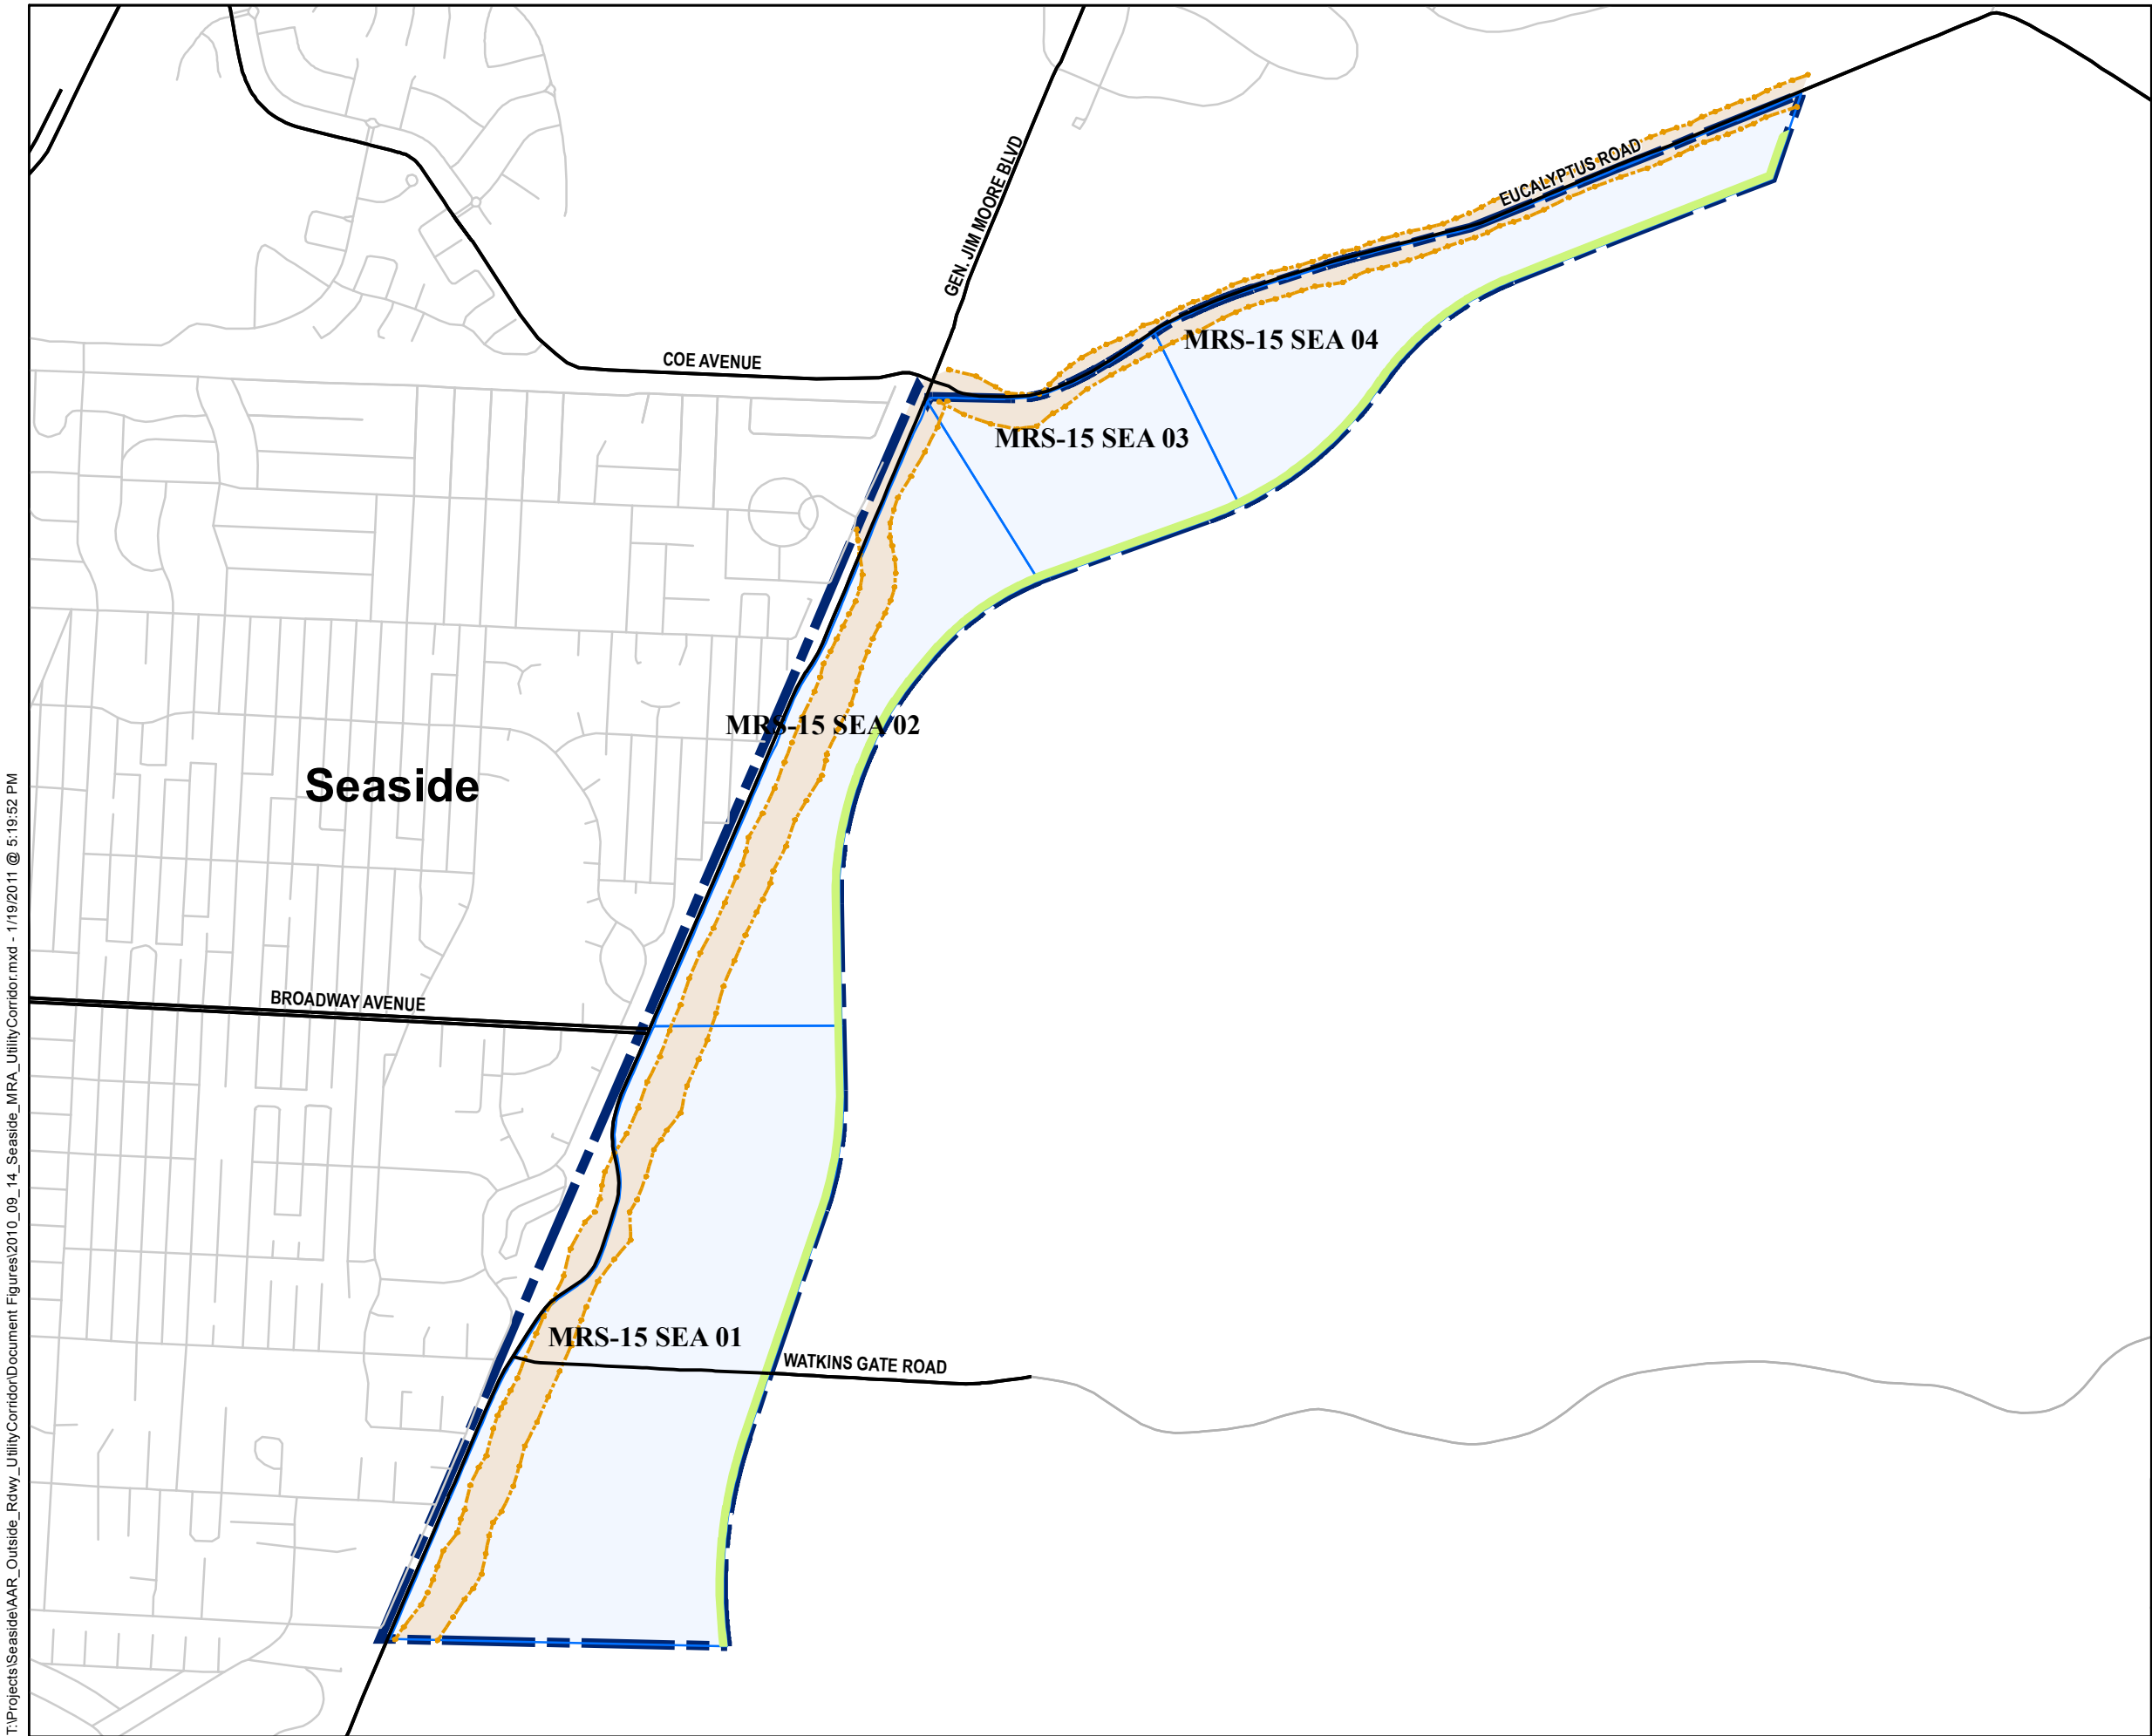 GEN. JIM MOORE BLVD
EUCALYPTUS ROAD
COE AVENUE
MRS-15 SEA 04
MRS-15 SEA 03
MRS-15 SEA 02
Seaside
BROADWAY AVENUE
MRS-15 SEA 01
WATKINS GATE ROAD
T:\Projects\Seaside\AAR_Outside_Rdwy_UtilityCorridor\Document Figures\2010_09_14_Seaside_MRA_UtilityCorridor.mxd - 1/19/2011 @ 5:19:52 PM